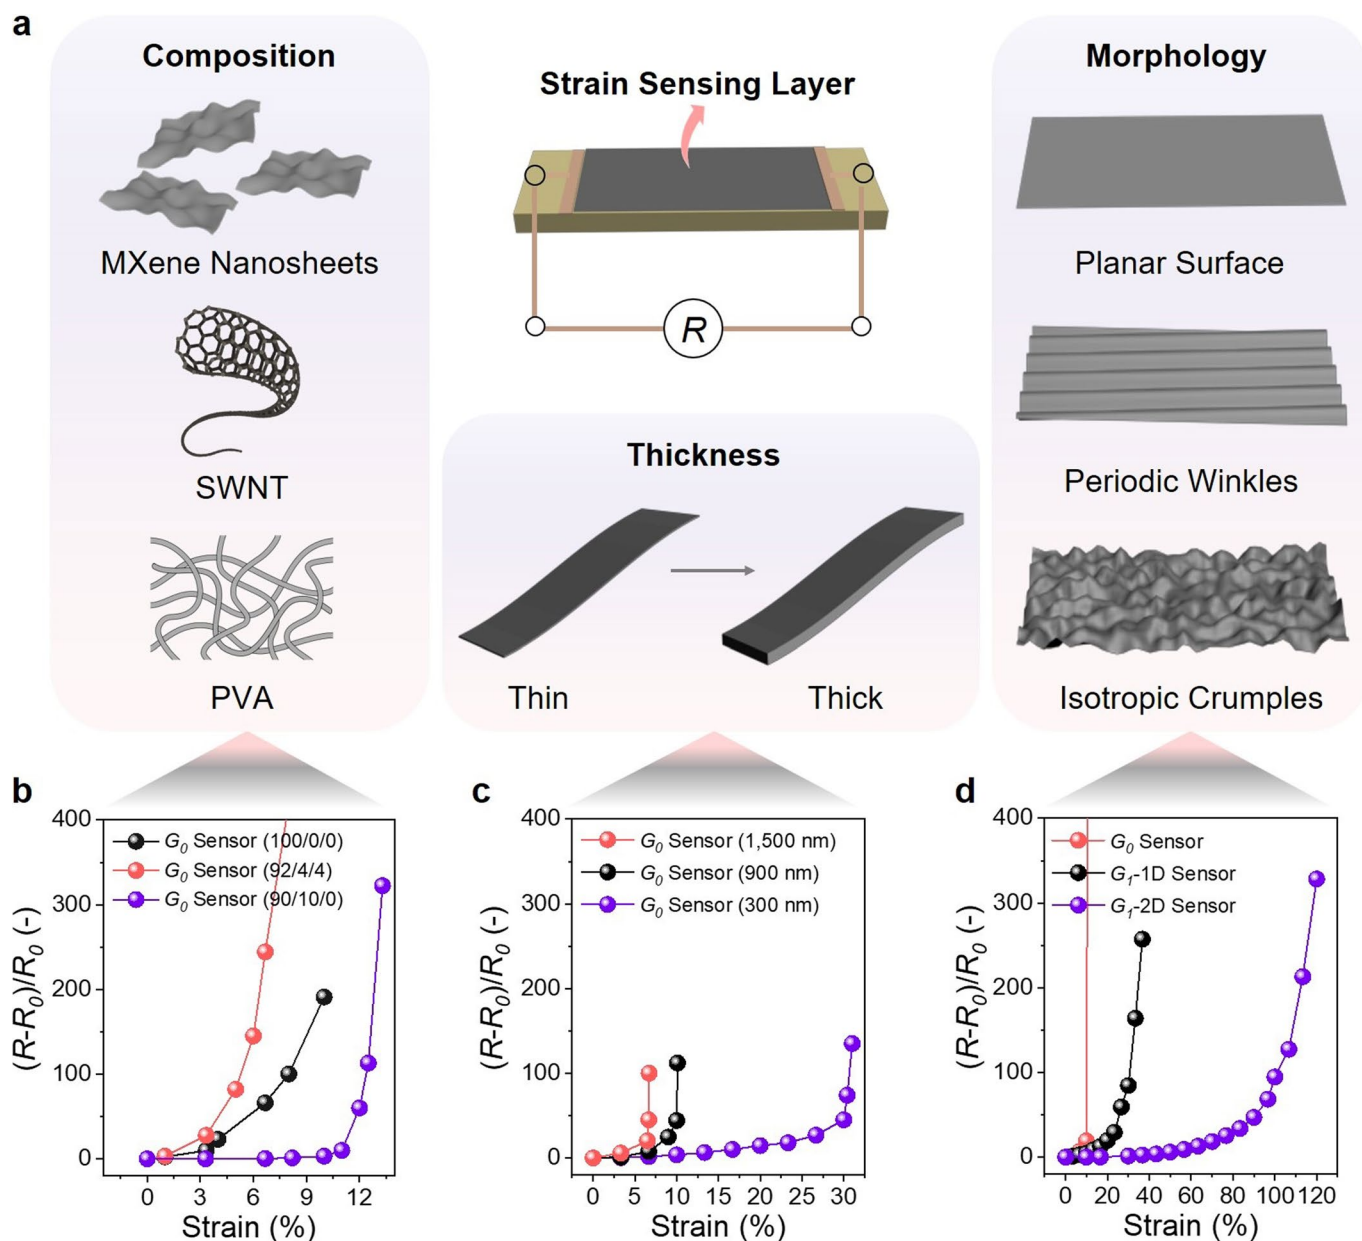 a
Composition
MXene Nanosheets
SWNT
PVA
Strain Sensing Layer
R
Thickness
Thin
Thick
Morphology
Planar Surface
Periodic Winkles
Isotropic Crumples
b
400
300
200
100
0
(R-R0)/R0 (-)
G0 Sensor (100/0/0)
G0 Sensor (92/4/4)
G0 Sensor (90/10/0)
0 3 6 9 12
Strain (%)
c
400
300
200
100
0
(R-R0)/R0 (-)
G0 Sensor (1,500 nm)
G0 Sensor (900 nm)
G0 Sensor (300 nm)
0 5 10 15 20 25 30
Strain (%)
d
400
300
200
100
0
(R-R0)/R0 (-)
G0 Sensor
G1-1D Sensor
G1-2D Sensor
0 20 40 60 80 100 120
Strain (%)